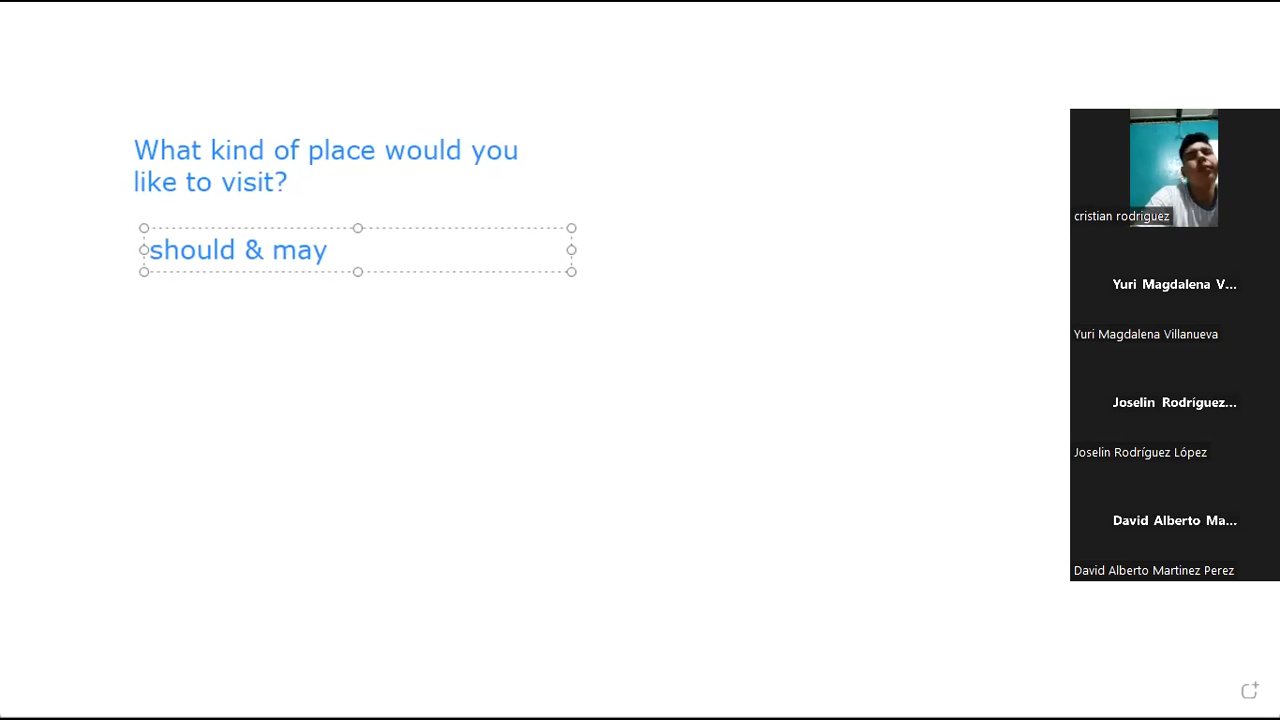 What kind of place would you
like to visit?
should & may
cristian rodriguez
Yuri Magdalena V...
Yuri Magdalena Villanueva
Joselin Rodríguez...
Joselin Rodríguez López
David Alberto Ma...
David Alberto Martinez Perez